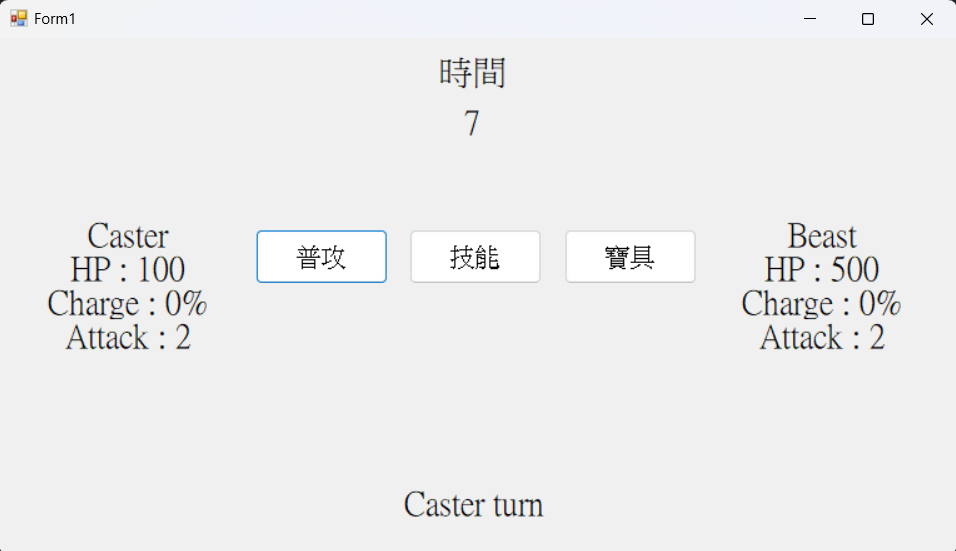 Form1
時間
7
Caster
HP : 100
Charge : 0%
Attack : 2
普攻
技能
寶具
Beast
HP : 500
Charge : 0%
Attack : 2
Caster turn